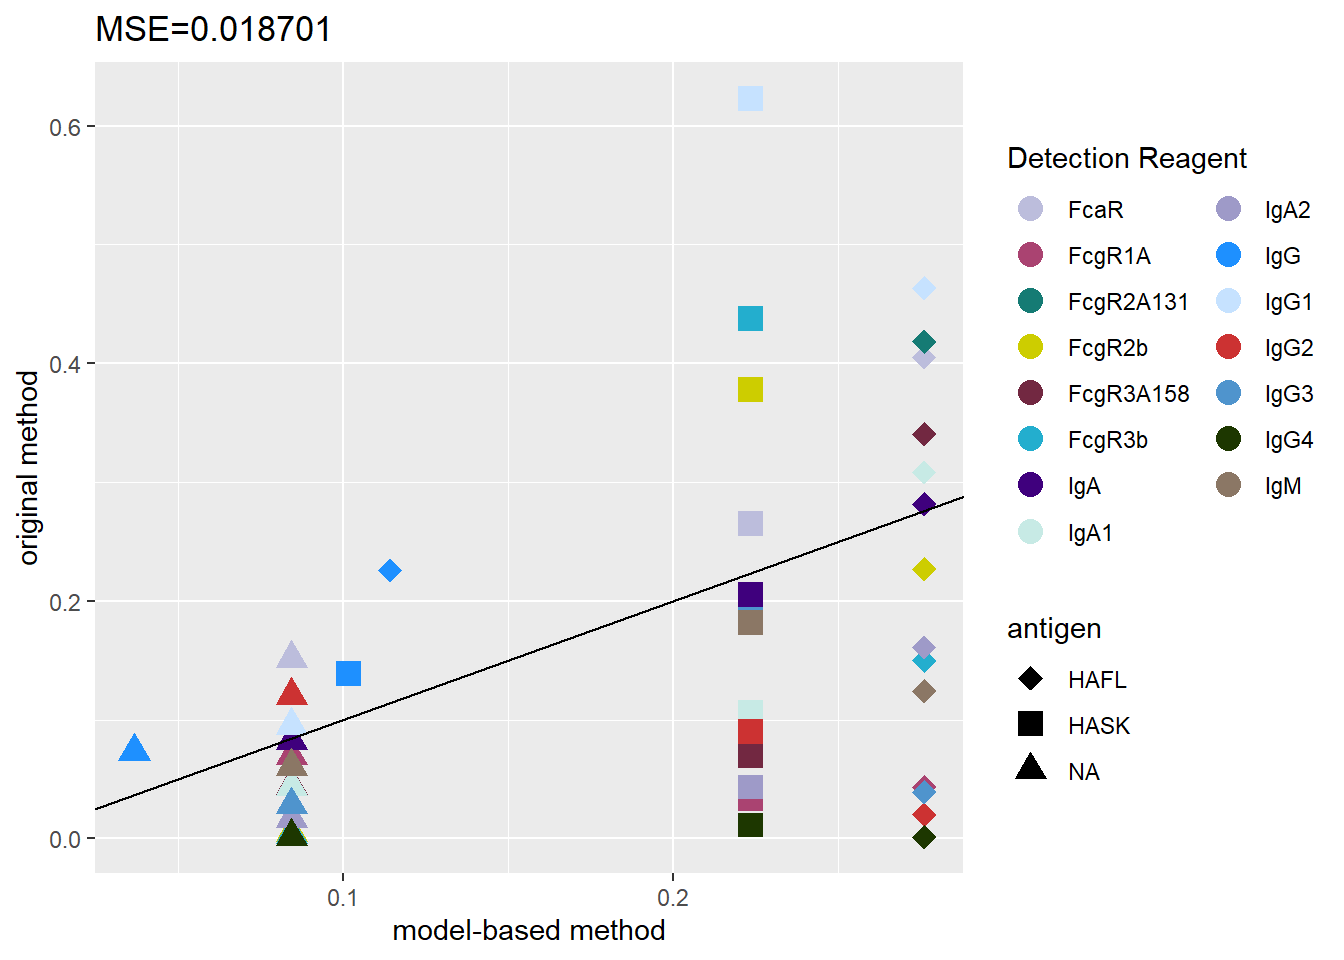 MSE=0.018701
original method
0.6
0.4
0.2
0.0
0.1
0.2
model-based method
Detection Reagent
FcaR
FcgR1A
FcgR2A131
FcgR2b
FcgR3A158
FcgR3b
IgA
IgA1
IgA2
IgG
IgG1
IgG2
IgG3
IgG4
IgM
antigen
HAFL
HASK
NA